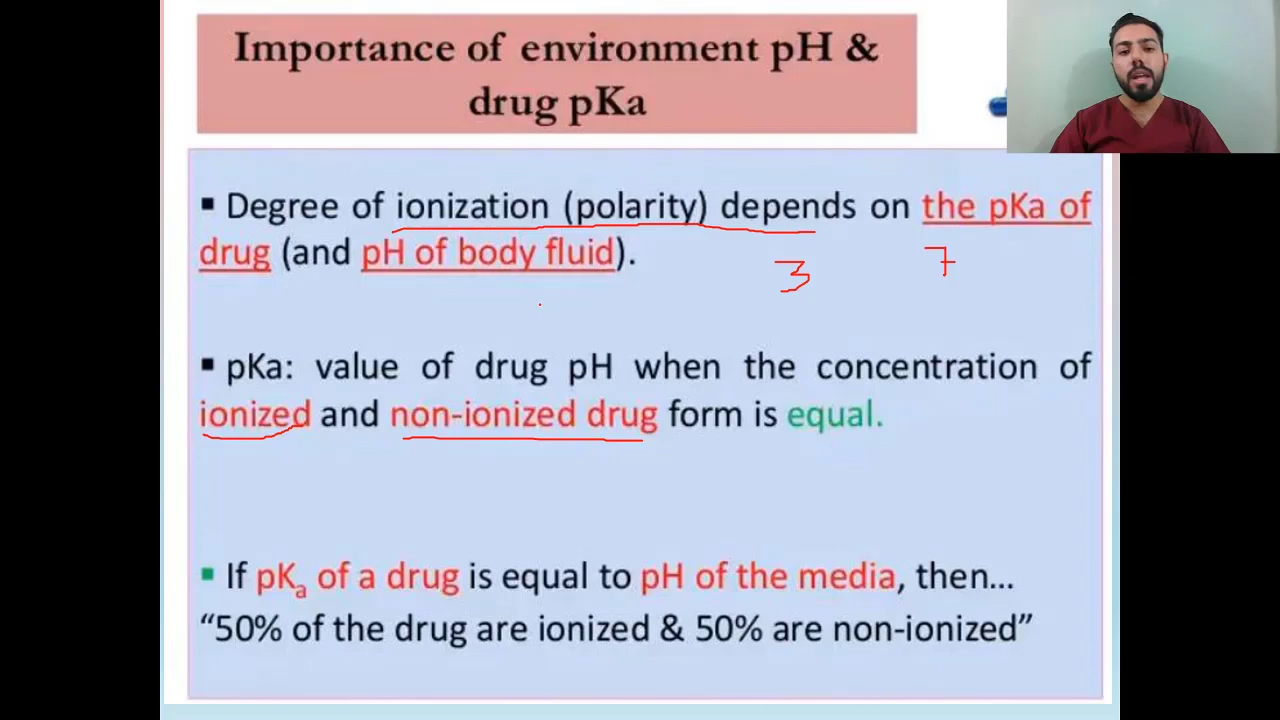 Importance of environment pH &
drug pKa
▪ Degree of ionization (polarity) depends on the pKa of
drug (and pH of body fluid).
3 7
▪ pKa: value of drug pH when the concentration of
ionized and non-ionized drug form is equal.
▪ If pKa of a drug is equal to pH of the media, then...
“50% of the drug are ionized & 50% are non-ionized”